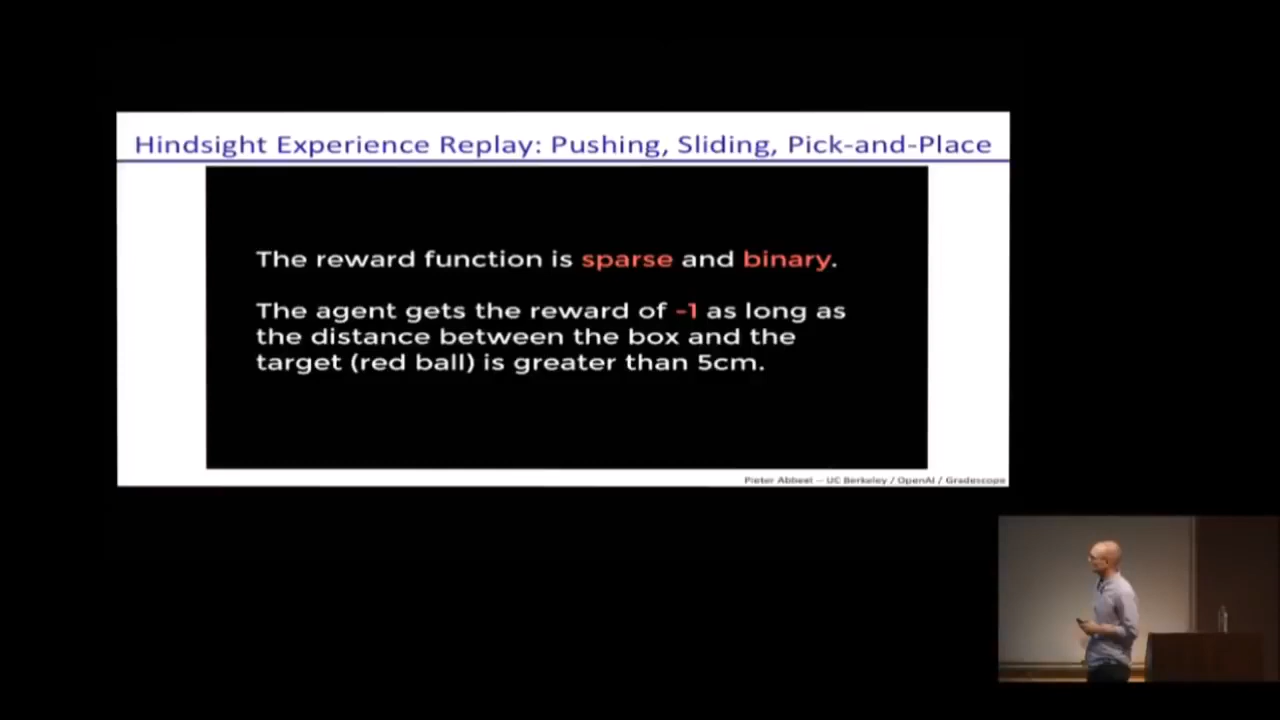 Hindsight Experience Replay: Pushing, Sliding, Pick-and-Place
The reward function is sparse and binary.
The agent gets the reward of -1 as long as
the distance between the box and the
target (red ball) is greater than 5cm.
Pieter Abbeel -- UC Berkeley / OpenAI / Gradescope